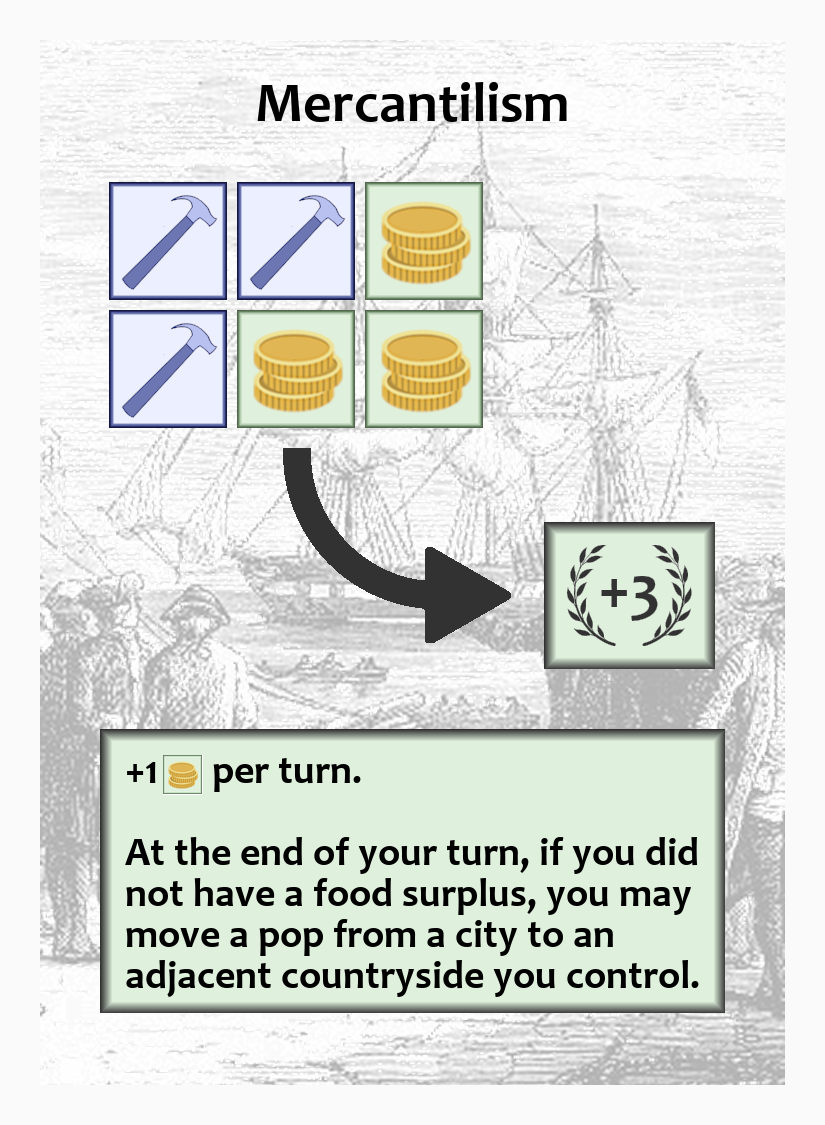 Mercantilism
+3
+1 per turn.
At the end of your turn, if you did
not have a food surplus, you may
move a pop from a city to an
adjacent countryside you control.